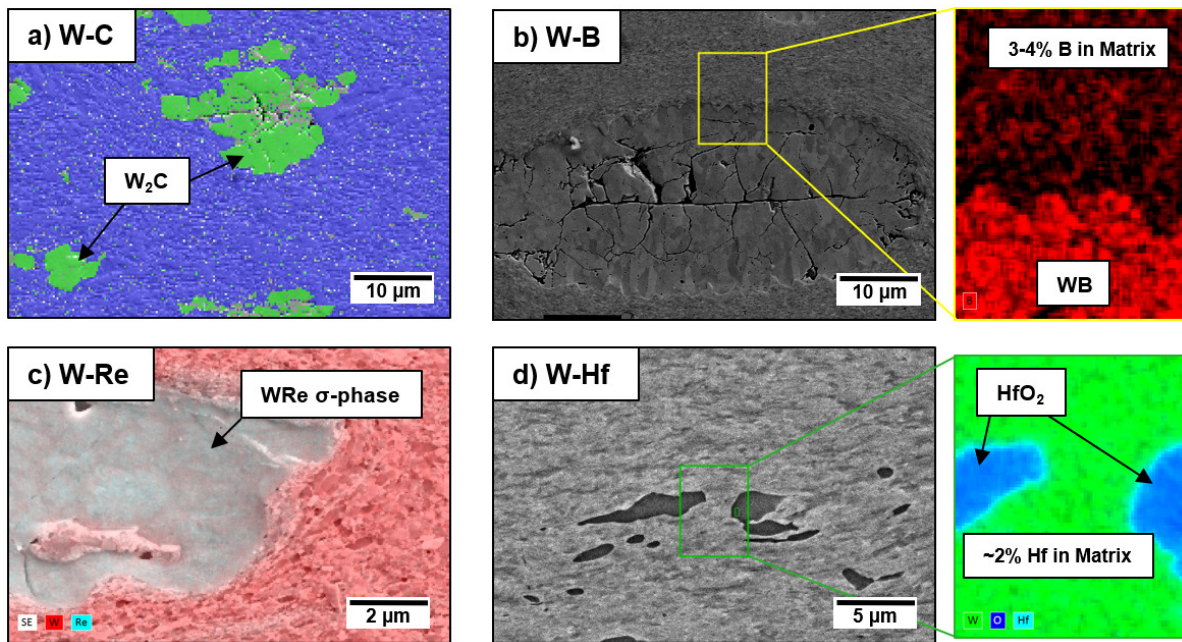 a) W-C
W₂C
10 µm
b) W-B
10 µm
3-4% B in Matrix
WB
B
c) W-Re
WRe σ-phase
SE W Re
2 µm
d) W-Hf
5 µm
HfO₂
~2% Hf in Matrix
W O Hf